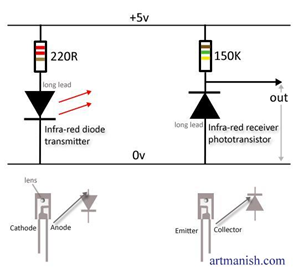 +5v
220R
150K
long lead
out
Infra-red diode
transmitter
long lead
Infra-red receiver
phototransistor
0v
lens
Cathode
Anode
Emitter
Collector
artmanish.com